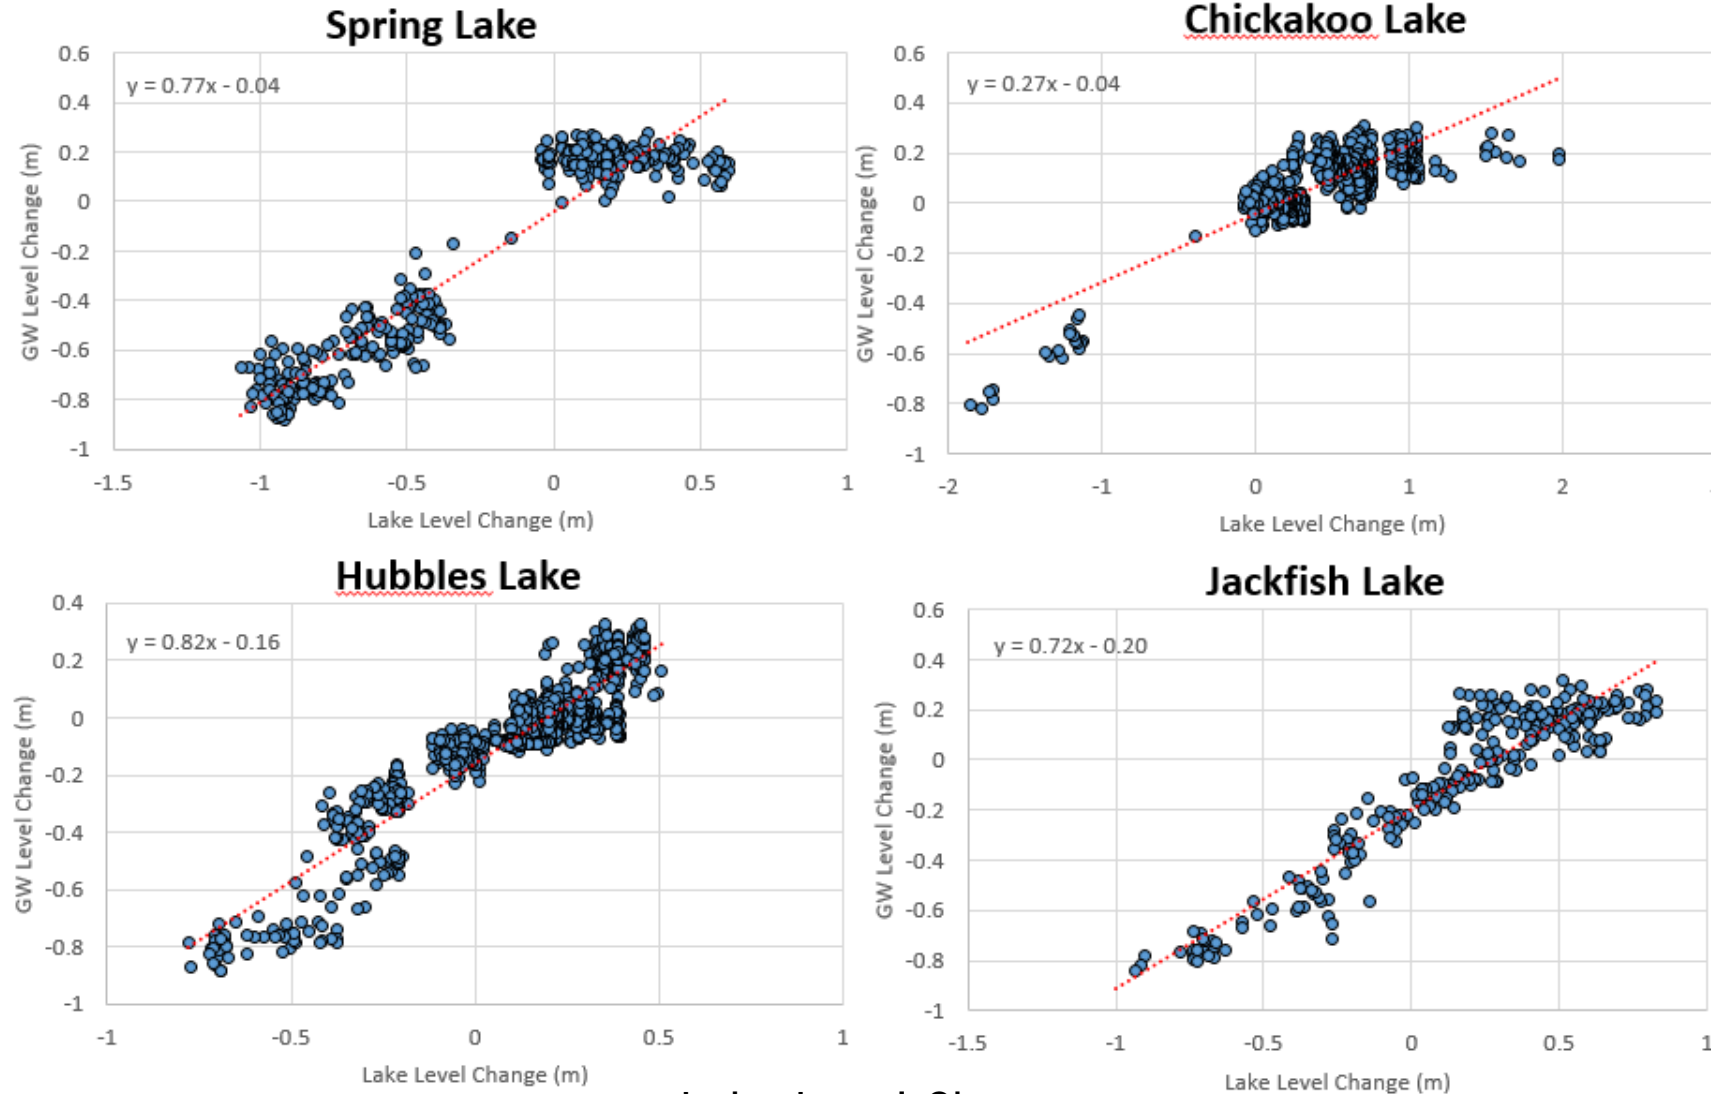 Spring Lake
y = 0.77x - 0.04
0.6
0.4
0.2
0
-0.2
-0.4
-0.6
-0.8
-1
GW Level Change (m)
-1.5 -1 -0.5 0 0.5 1
Lake Level Change (m)
Chickakoo Lake
y = 0.27x - 0.04
0.6
0.4
0.2
0
-0.2
-0.4
-0.6
-0.8
-1
GW Level Change (m)
-2 -1 0 1 2
Lake Level Change (m)
Hubbles Lake
y = 0.82x - 0.16
0.4
0.2
0
-0.2
-0.4
-0.6
-0.8
-1
GW Level Change (m)
-1 -0.5 0 0.5 1
Lake Level Change (m)
Jackfish Lake
y = 0.72x - 0.20
0.6
0.4
0.2
0
-0.2
-0.4
-0.6
-0.8
-1
GW Level Change (m)
-1.5 -1 -0.5 0 0.5 1
Lake Level Change (m)